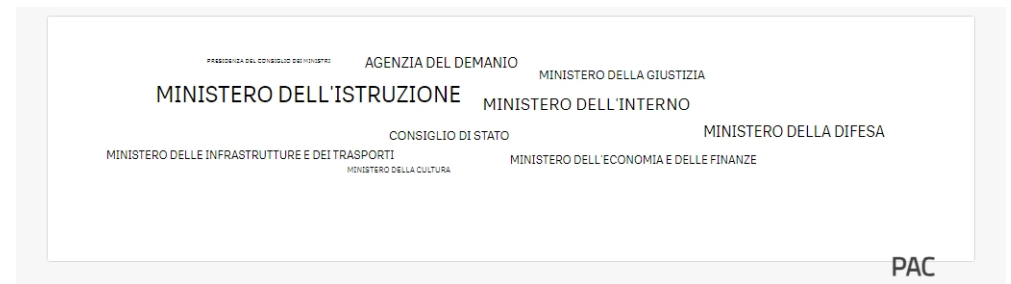 PRESIDENZA DEL CONSIGLIO DEI MINISTRI
AGENZIA DEL DEMANIO
MINISTERO DELLA GIUSTIZIA
MINISTERO DELL'ISTRUZIONE
MINISTERO DELL'INTERNO
CONSIGLIO DI STATO
MINISTERO DELLA DIFESA
MINISTERO DELLE INFRASTRUTTURE E DEI TRASPORTI
MINISTERO DELL'ECONOMIA E DELLE FINANZE
MINISTERO DELLA CULTURA
PAC